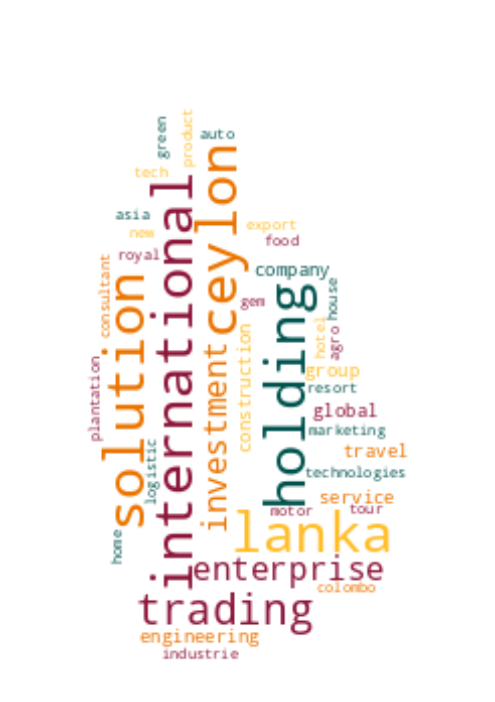 green
product
auto
tech
international
ceylon
asia
new
export
food
royal
consultant
solution
company
holding
house
gem
hotel
agro
investment
construction
plantation
group
resort
global
marketing
logistic
travel
technologies
service
motor
tour
home
lanka
enterprise
colombo
trading
engineering
industrie